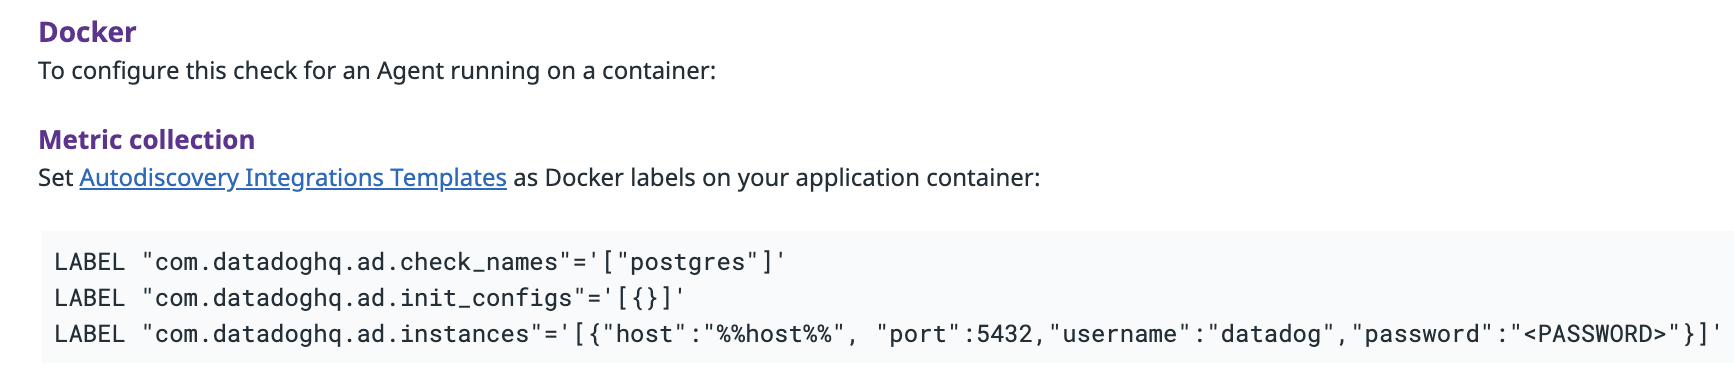 Docker
To configure this check for an Agent running on a container:
Metric collection
Set Autodiscovery Integrations Templates as Docker labels on your application container:
LABEL "com.datadoghq.ad.check_names"='["postgres"]'
LABEL "com.datadoghq.ad.init_configs"='[{}]'
LABEL "com.datadoghq.ad.instances"='[{"host":"%%host%%", "port":5432,"username":"datadog","password":"<PASSWORD>"}]'